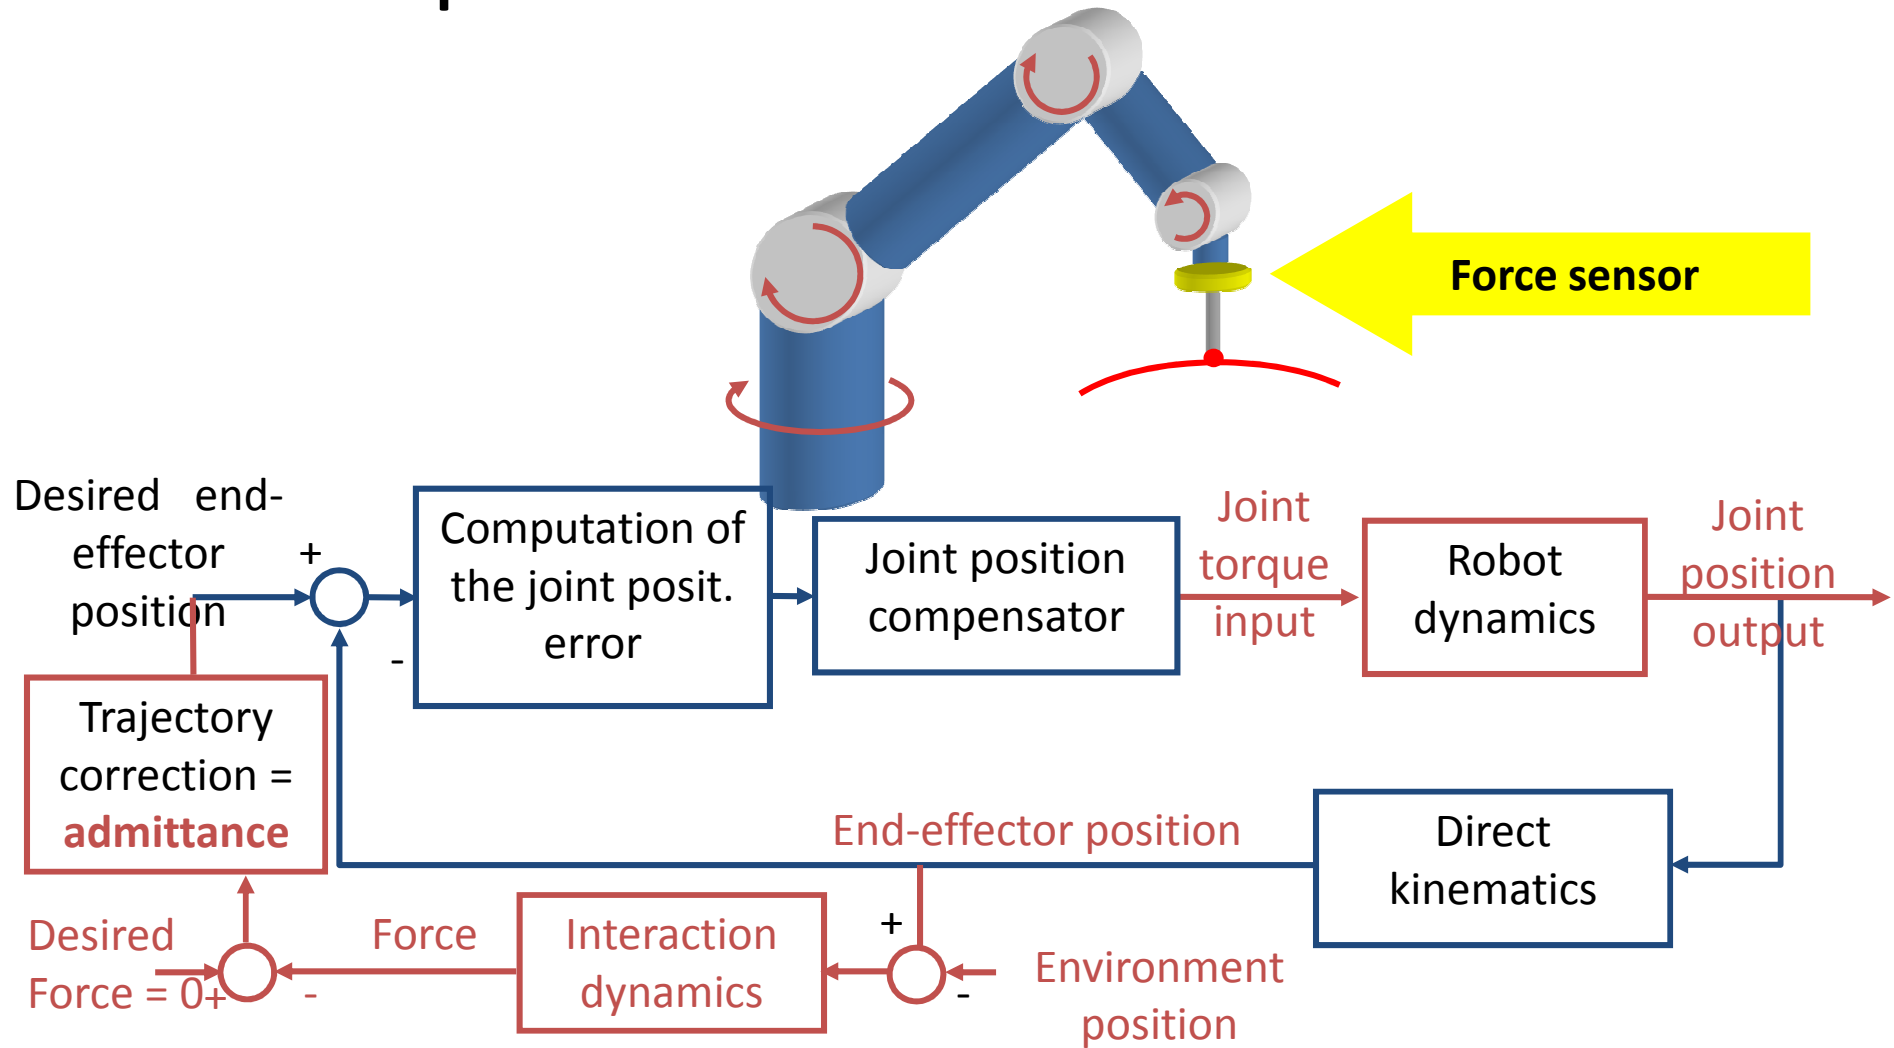 Force sensor
Desired end-
effector
position
+
-
Computation of
the joint posit.
error
Joint position
compensator
Joint
torque
input
Robot
dynamics
Joint
position
output
Trajectory
correction =
admittance
End-effector position
Direct
kinematics
Desired
Force = 0+
-
Force
Interaction
dynamics
+
-
Environment
position